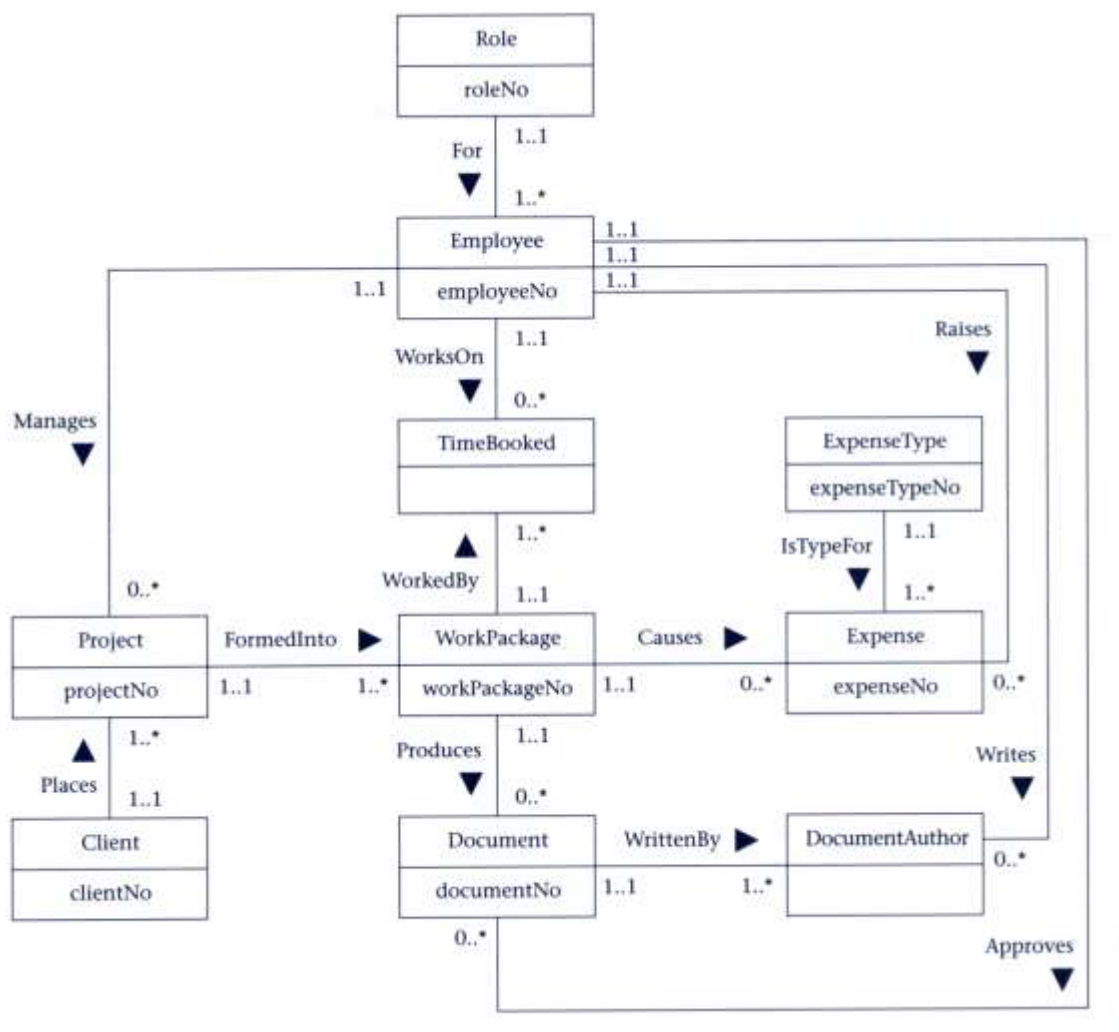 Role
roleNo
1..1
For
1..*
Employee
1..1
1..1
employeeNo
1..1
1..1
1..1
Raises
WorksOn
0..*
Manages
TimeBooked
ExpenseType
expenseTypeNo
1..*
1..1
IsTypeFor
WorkedBy
0..*
1..1
1..*
Project
FormedInto
WorkPackage
Causes
Expense
projectNo
1..1
1..*
workPackageNo
1..1
0..*
expenseNo
0..*
1..*
1..1
Produces
Writes
Places
1..1
0..*
Client
Document
WrittenBy
DocumentAuthor
0..*
clientNo
documentNo
1..1
1..*
0..*
Approves